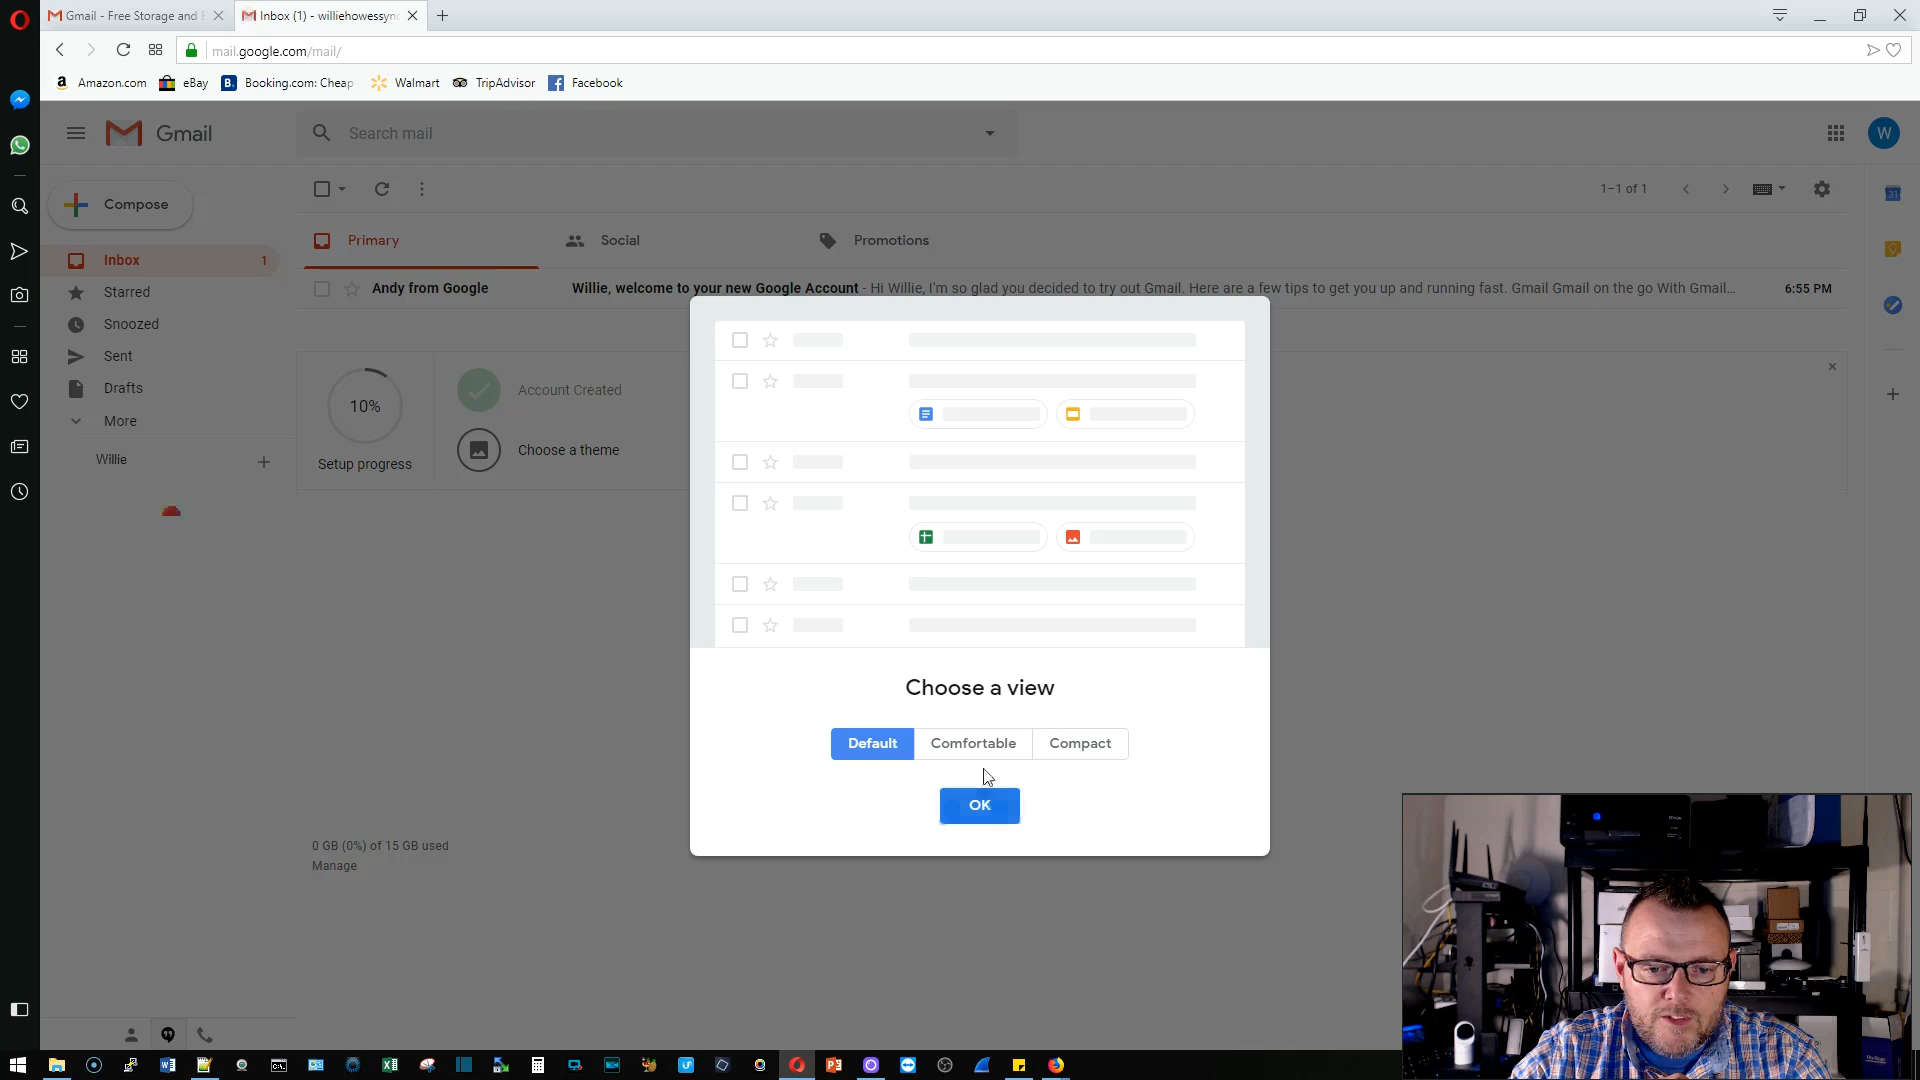 Gmail - Free Storage and E
Inbox (1) - williehowessync
mail.google.com/mail/
Amazon.com
eBay
Booking.com: Cheap
Walmart
TripAdvisor
Facebook
Gmail
Search mail
W
Compose
1–1 of 1
31
Primary
Social
Promotions
Inbox
1
Starred
Snoozed
Sent
Drafts
More
Willie
Andy from Google
Willie, welcome to your new Google Account - Hi Willie, I'm so glad you decided to try out Gmail. Here are a few tips to get you up and running fast. Gmail Gmail on the go With Gmail...
6:55 PM
10%
Setup progress
Account Created
Choose a theme
Choose a view
Default
Comfortable
Compact
OK
0 GB (0%) of 15 GB used
Manage